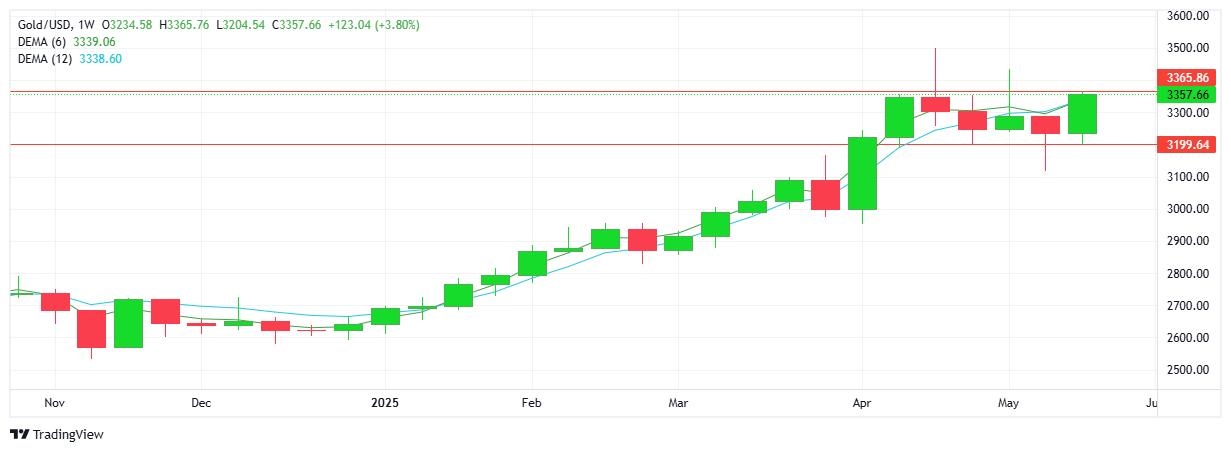 Gold/USD, 1W O3234.58 H3365.76 L3204.54 C3357.66 +123.04 (+3.80%)
DEMA (6) 3339.06
DEMA (12) 3338.60
3600.00
3500.00
3365.86
3357.66
3300.00
3199.64
3100.00
3000.00
2900.00
2800.00
2700.00
2600.00
2500.00
Nov Dec 2025 Feb Mar Apr May Ju
TradingView